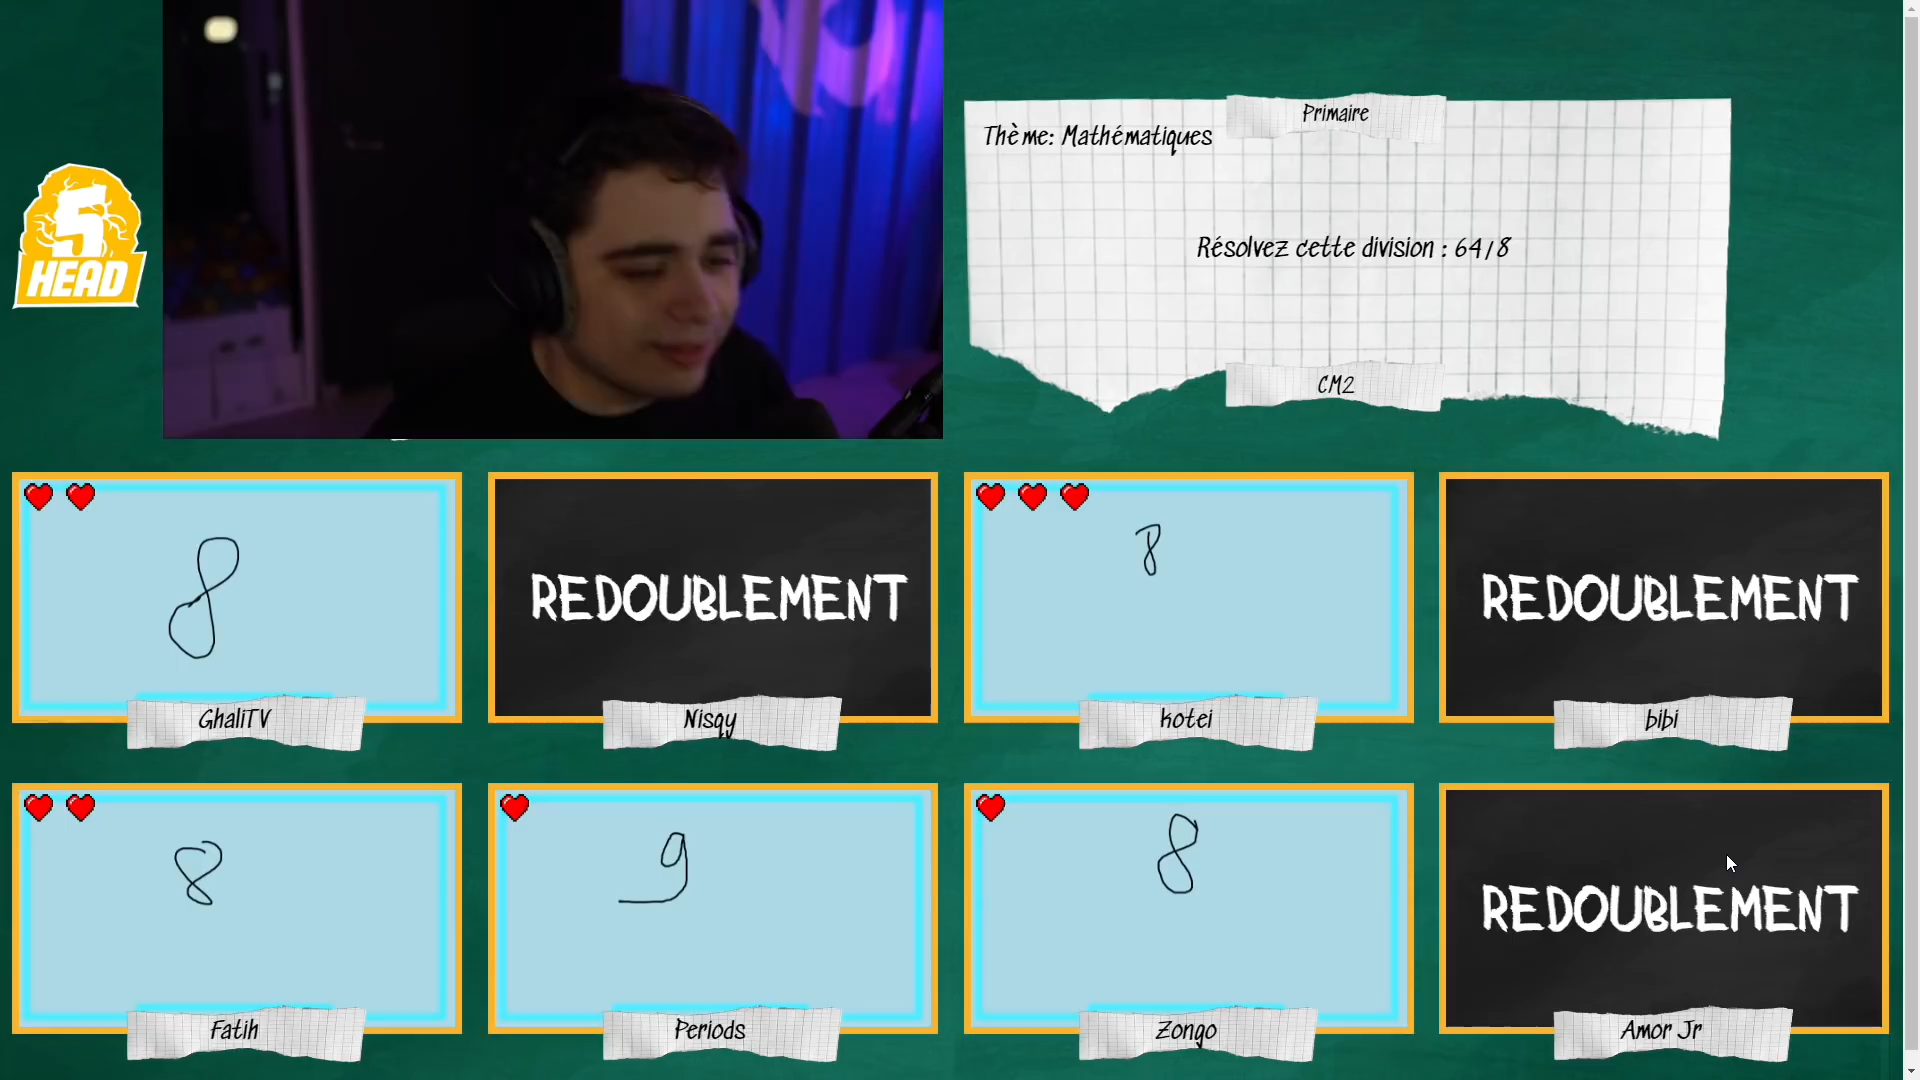 5
HEAD
Primaire
Thème: Mathématiques
Résolvez cette division : 64/8
CM2
8
REDOUBLEMENT
8
REDOUBLEMENT
GhaliTV
Nisqy
kotei
bibi
8
9
8
REDOUBLEMENT
Fatih
Periods
Zongo
Amor Jr